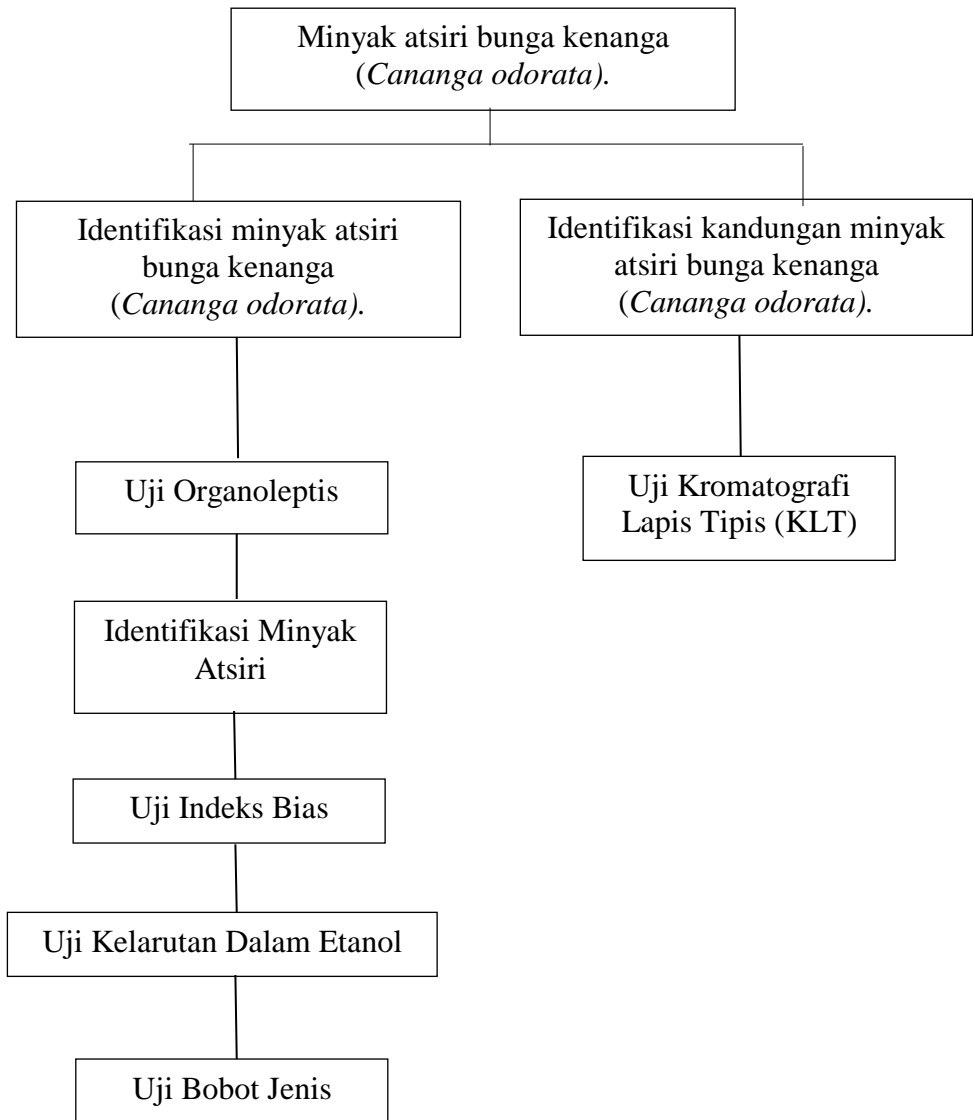 Minyak atsiri bunga kenanga
(Cananga odorata).
Identifikasi minyak atsiri
bunga kenanga
(Cananga odorata).
Identifikasi kandungan minyak
atsiri bunga kenanga
(Cananga odorata).
Uji Organoleptis
Uji Kromatografi
Lapis Tipis (KLT)
Identifikasi Minyak
Atsiri
Uji Indeks Bias
Uji Kelarutan Dalam Etanol
Uji Bobot Jenis